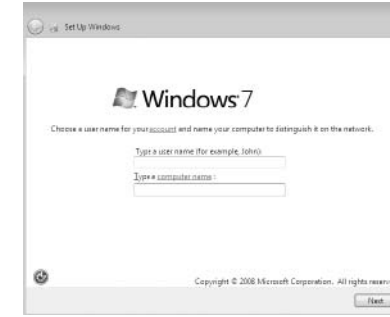 Set Up Windows
Windows 7
Choose a user name for your account and name your computer to distinguish it on the network.
Type a user name (for example, John):
Type a computer name :
Copyright © 2008 Microsoft Corporation. All rights reserv
Next